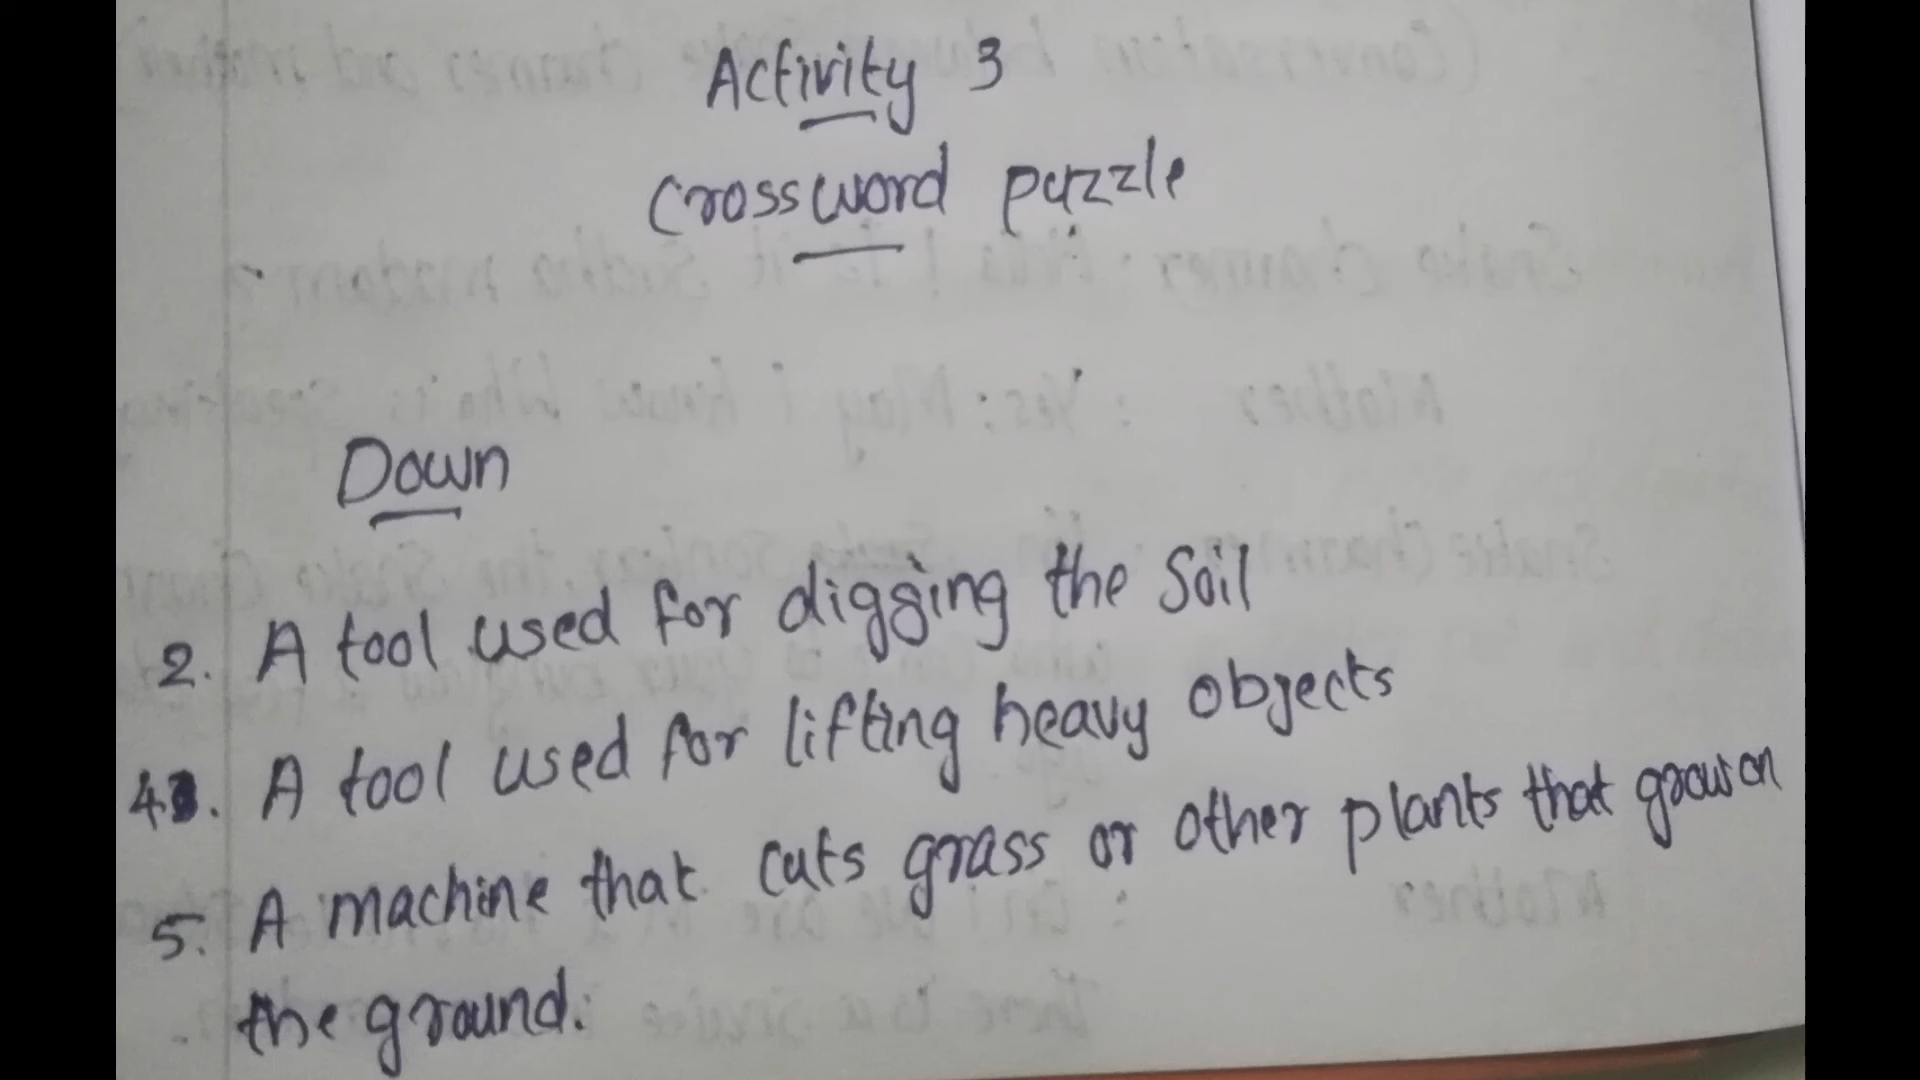 Activity 3
Crossword puzzle
Down
2. A tool used for digging the Soil
4. A tool used for lifting heavy objects
5. A machine that cuts grass or other plants that grow on
the ground.